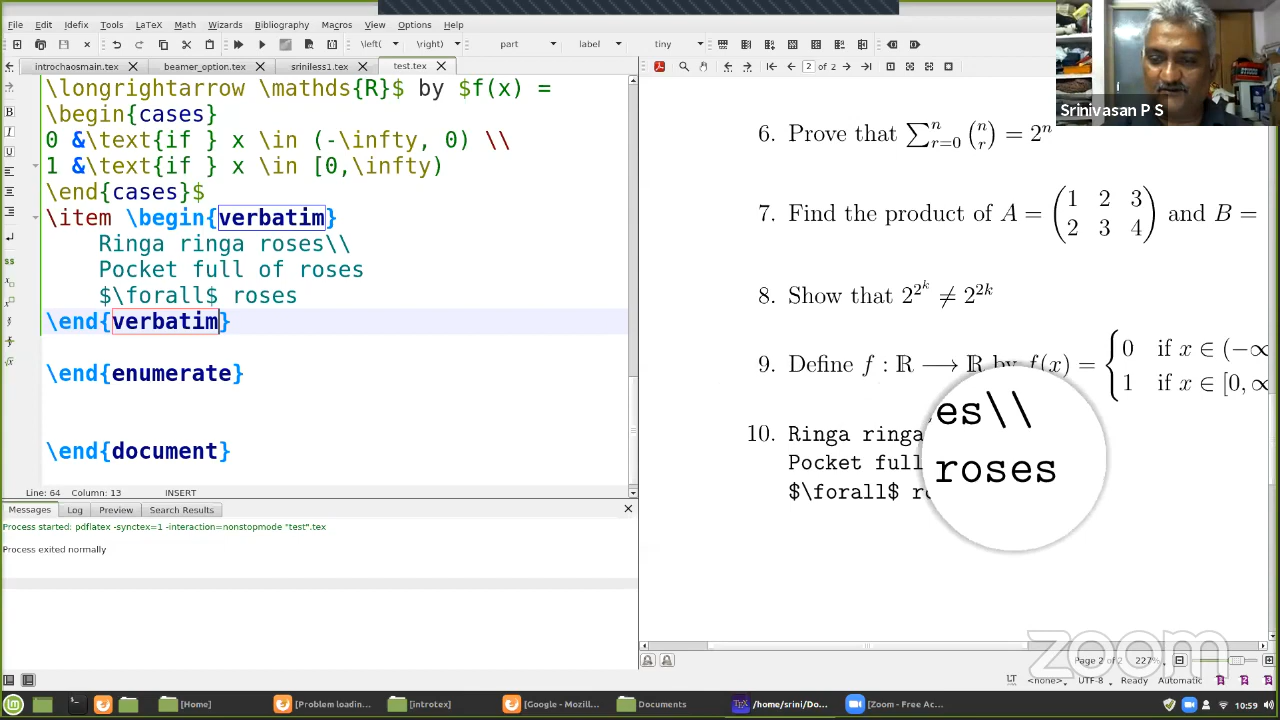 File Edit Idefix Tools LaTeX Math Wizards Bibliography Macros View Options Help
left( \right) part label tiny
introchaosmain.tex beamer_option.tex sriniless1.tex test.tex
2 of 2
Srinivasan P S
\longrightarrow \mathds{R}$ by $f(x) =
\begin{cases}
0 &\text{if } x \in (-\infty, 0) \\
1 &\text{if } x \in [0,\infty)
\end{cases}$
\item \begin{verbatim}
Ringa ringa roses\\
Pocket full of roses
$\forall$ roses
\end{verbatim}
\end{enumerate}
\end{document}
Line: 64 Column: 13 INSERT
Messages Log Preview Search Results
Process started: pdflatex -synctex=1 -interaction=nonstopmode "test.tex"
Process exited normally
6. Prove that ∑ⁿᵣ₌₀ (n r) = 2ⁿ
7. Find the product of A = (1 2 3
2 3 4) and B =
8. Show that 2^{2^k} ≠ 2^{2k}
9. Define f : ℝ ⟶ ℝ by f(x) = { 0 if x ∈ (−∞
1 if x ∈ [0, ∞
10. Ringa ringa
Pocket full
$\forall$
es\\
roses
zoom
Page 2 of 2 227%
LT <none> UTF-8 Ready Automatic
[Home] [Problem loadin... [introtex] [Google - Mozilla... Documents /home/srini/Do... [Zoom - Free Ac... 10:59